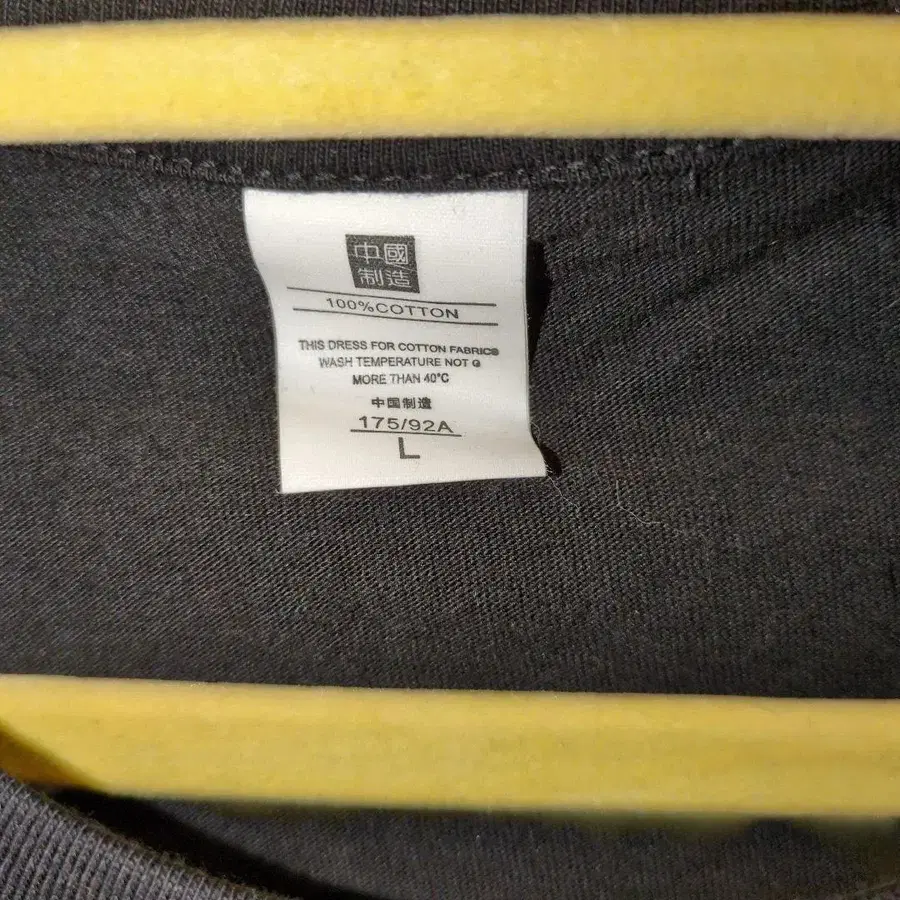 中國
制造
100%COTTON
THIS DRESS FOR COTTON FABRICS
WASH TEMPERATURE NOT G
MORE THAN 40°C
中国制造
175/92A
L